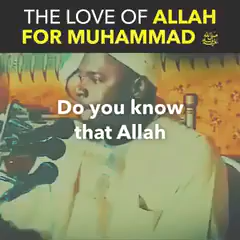 THE LOVE OF ALLAH
FOR MUHAMMAD ﷺ
Do you know
that Allah